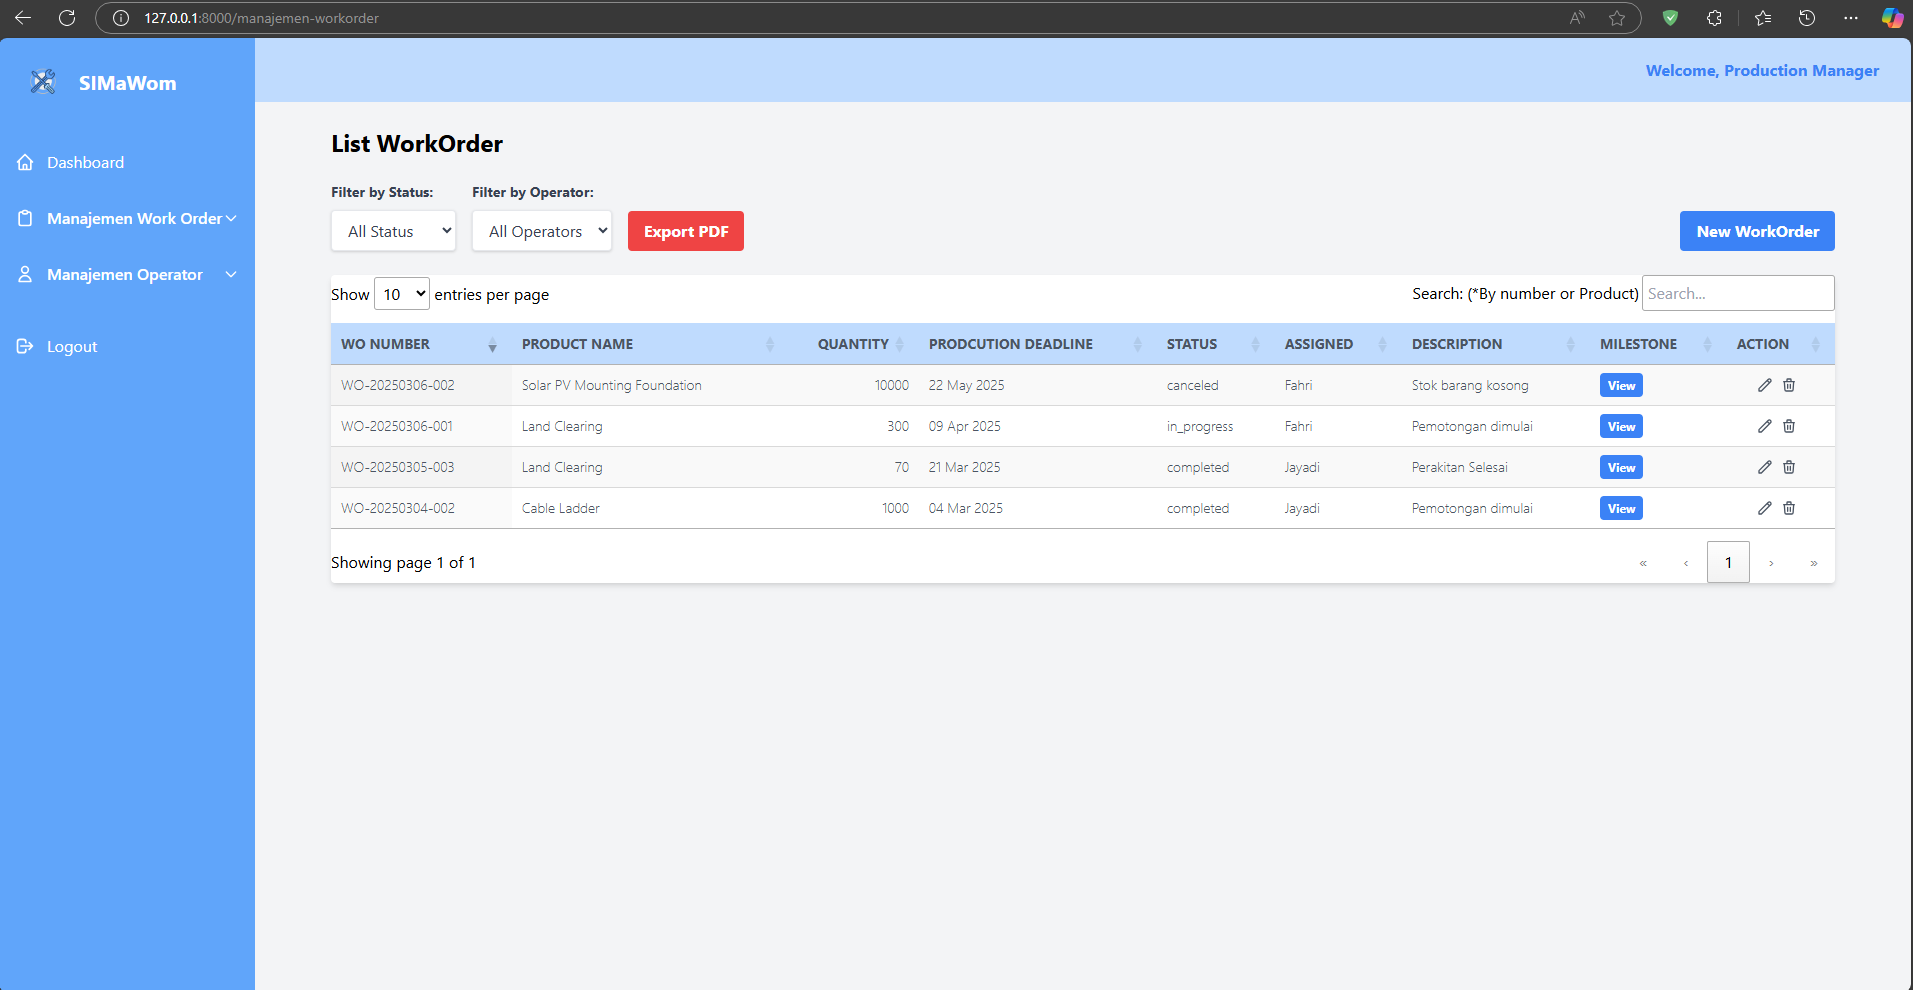 127.0.0.1:8000/manajemen-workorder
SIMaWom
Welcome, Production Manager
Dashboard
Manajemen Work Order
Manajemen Operator
Logout
List WorkOrder
Filter by Status: Filter by Operator:
All Status All Operators Export PDF New WorkOrder
Show 10 entries per page Search: (*By number or Product) Search...
WO NUMBER PRODUCT NAME QUANTITY PRODCUTION DEADLINE STATUS ASSIGNED DESCRIPTION MILESTONE ACTION
WO-20250306-002 Solar PV Mounting Foundation 10000 22 May 2025 canceled Fahri Stok barang kosong View
WO-20250306-001 Land Clearing 300 09 Apr 2025 in_progress Fahri Pemotongan dimulai View
WO-20250305-003 Land Clearing 70 21 Mar 2025 completed Jayadi Perakitan Selesai View
WO-20250304-002 Cable Ladder 1000 04 Mar 2025 completed Jayadi Pemotongan dimulai View
Showing page 1 of 1 « ‹ 1 › »